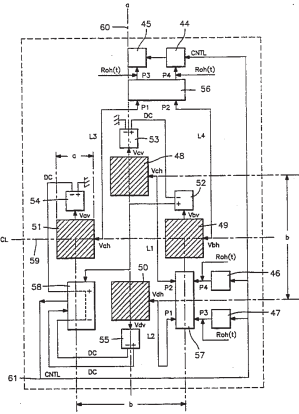 a
60
45
44
CNTL
Roh(t)
P3
P4
Roh(t)
56
P1
P2
DC
L3
L4
53
Vcv
48
a
DC
54
Vav
51
Vch
52
Vbv
49
CL
59
Vch
L1
Vbh
b
58
50
Vdh
P2
Roh(t)
P4
46
Vdv
L2
P1
P3
47
55
DC
Roh(t)
57
CNTL
DC
61
b